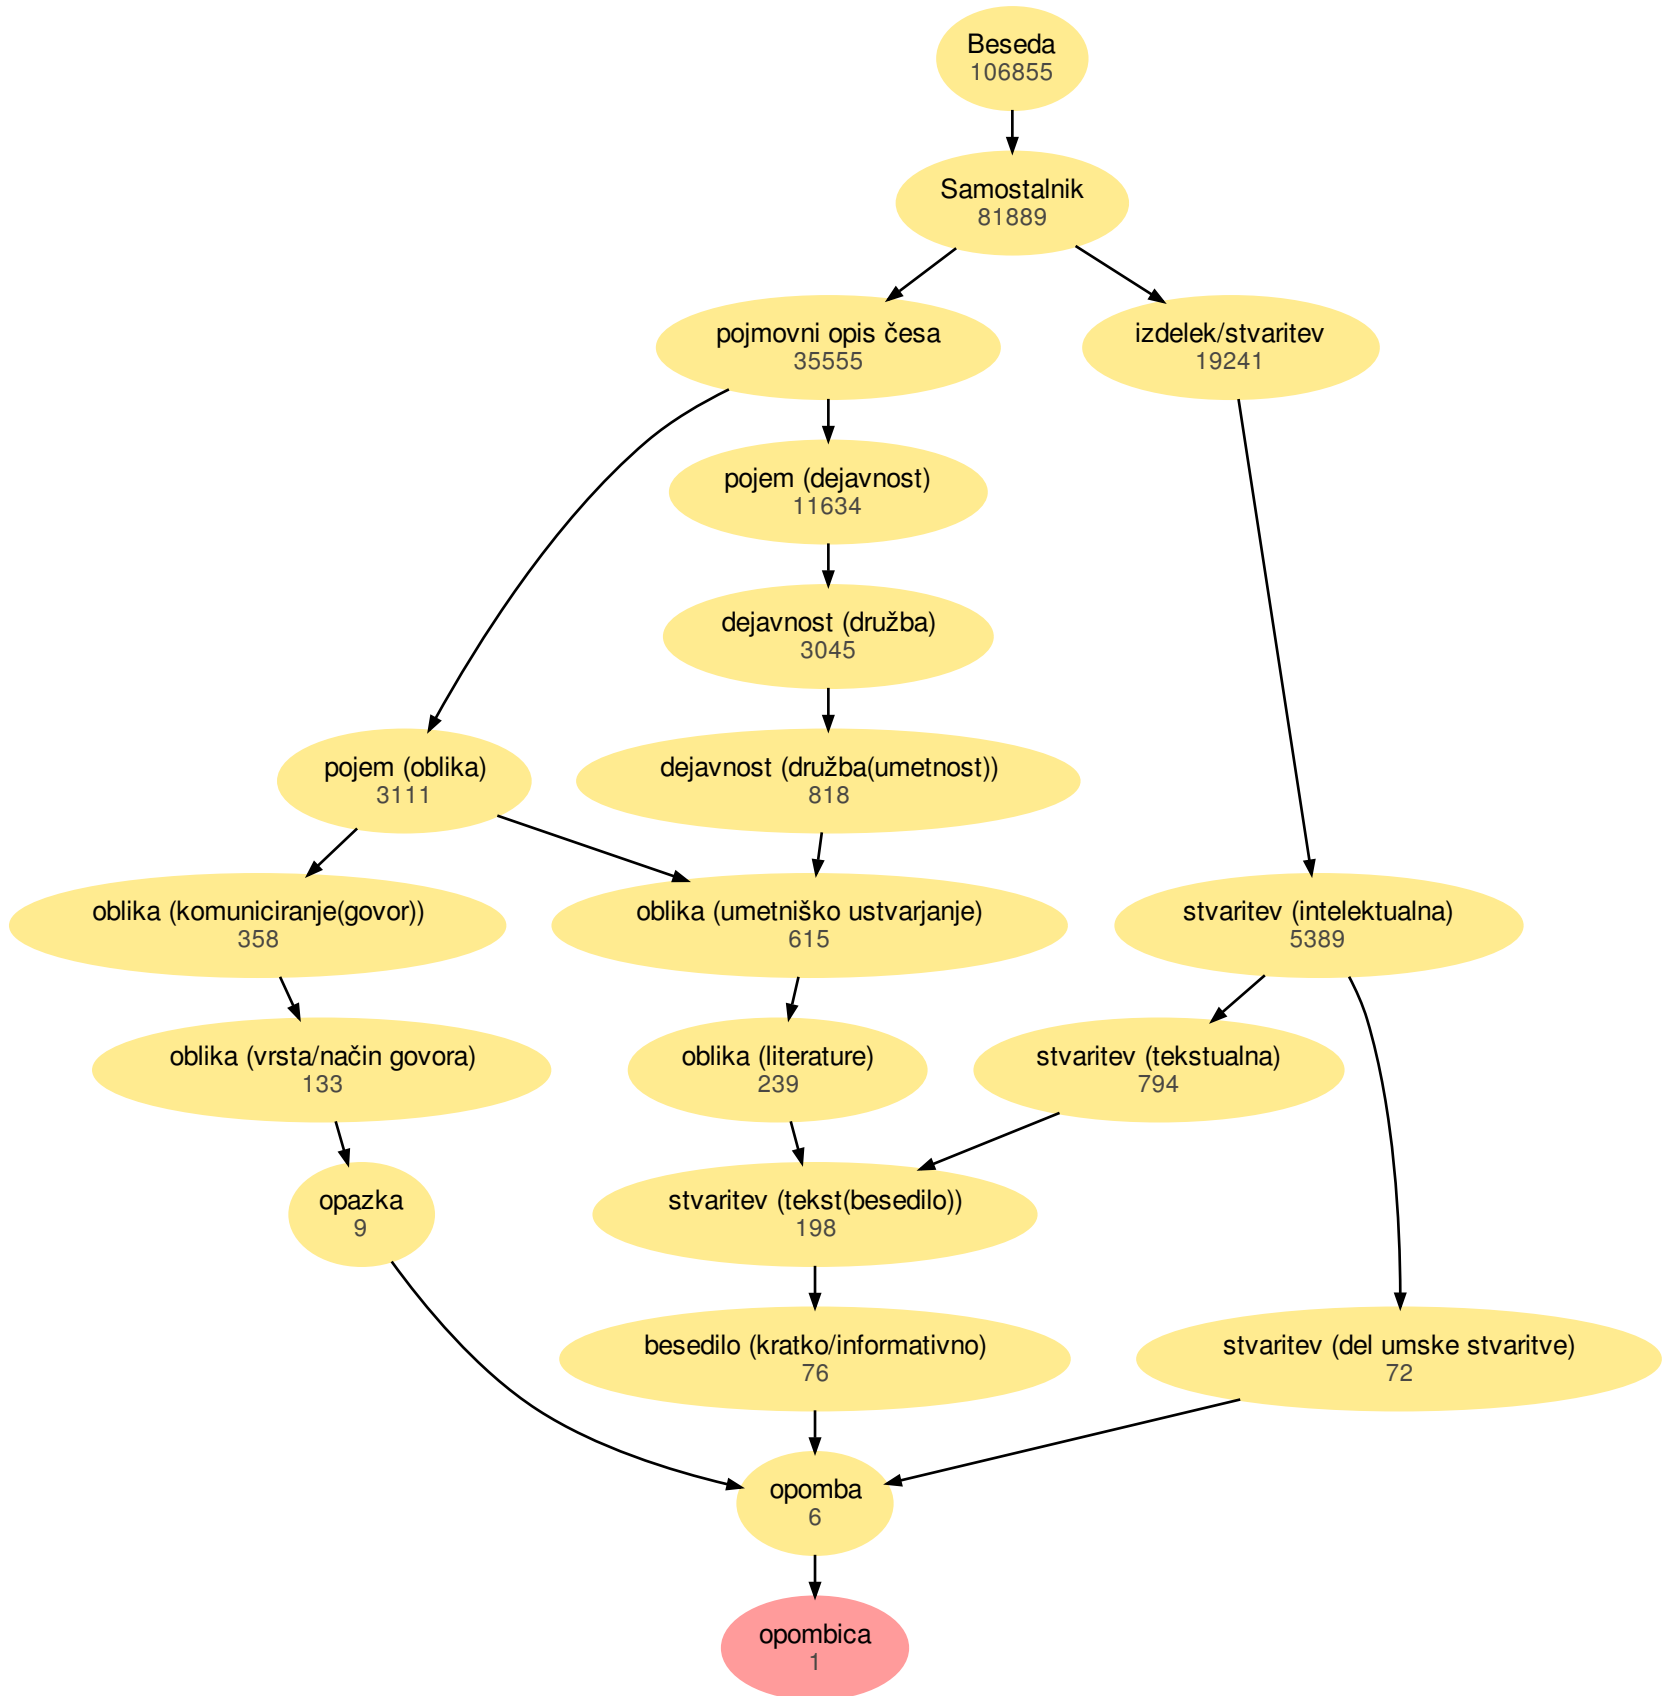 Beseda
106855
Samostalnik
81889
pojmovni opis česa
35555
izdelek/stvaritev
19241
pojem (dejavnost)
11634
dejavnost (družba)
3045
pojem (oblika)
3111
dejavnost (družba(umetnost))
818
oblika (komuniciranje(govor))
358
oblika (umetniško ustvarjanje)
615
stvaritev (intelektualna)
5389
oblika (vrsta/način govora)
133
oblika (literature)
239
stvaritev (tekstualna)
794
opazka
9
stvaritev (tekst(besedilo))
198
besedilo (kratko/informativno)
76
stvaritev (del umske stvaritve)
72
opomba
6
opombica
1